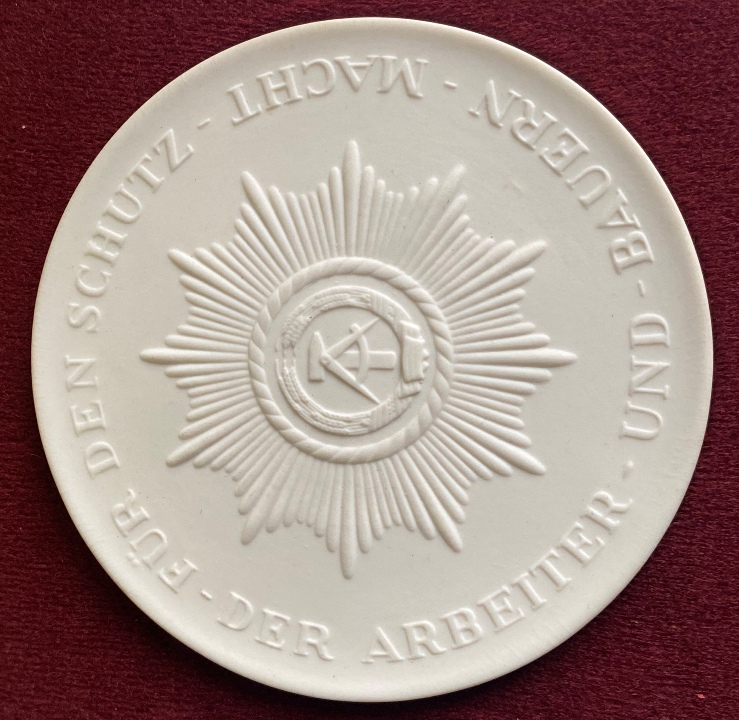 FÜR DEN SCHUTZ -
DER ARBEITER - UND - BAUERN - MACHT -